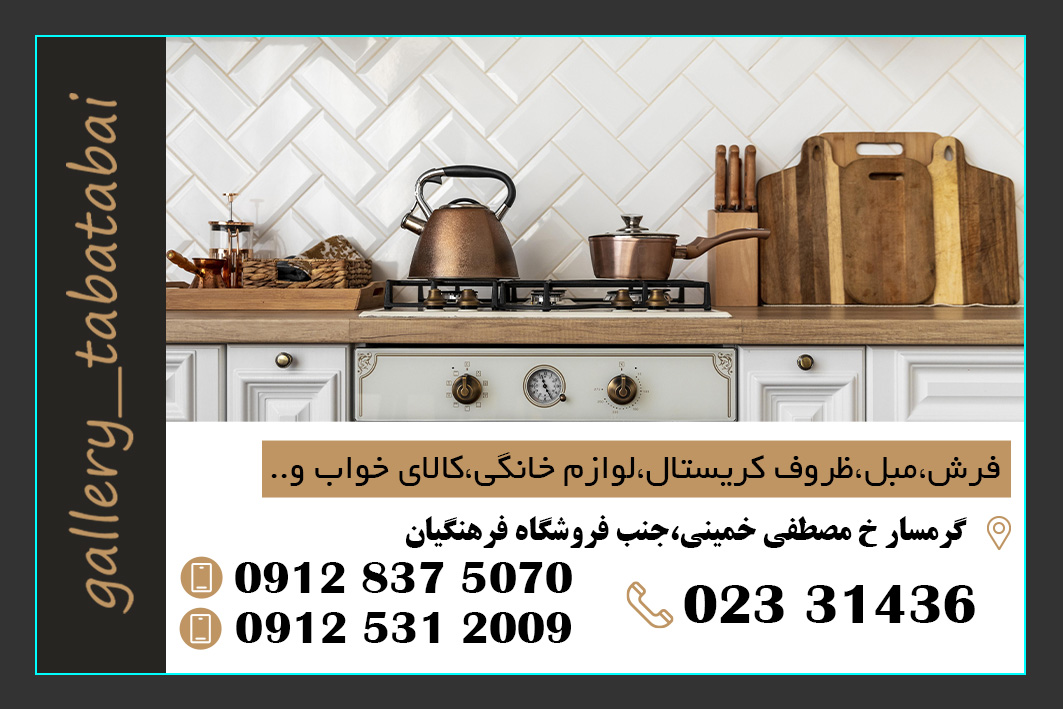 gallery_tabatabai
فرش،مبل،ظروف کریستال،لوازم خانگی،کالای خواب و..
گرمسار خ مصطفی خمینی،جنب فروشگاه فرهنگیان
0912 837 5070
0912 531 2009
023 31436